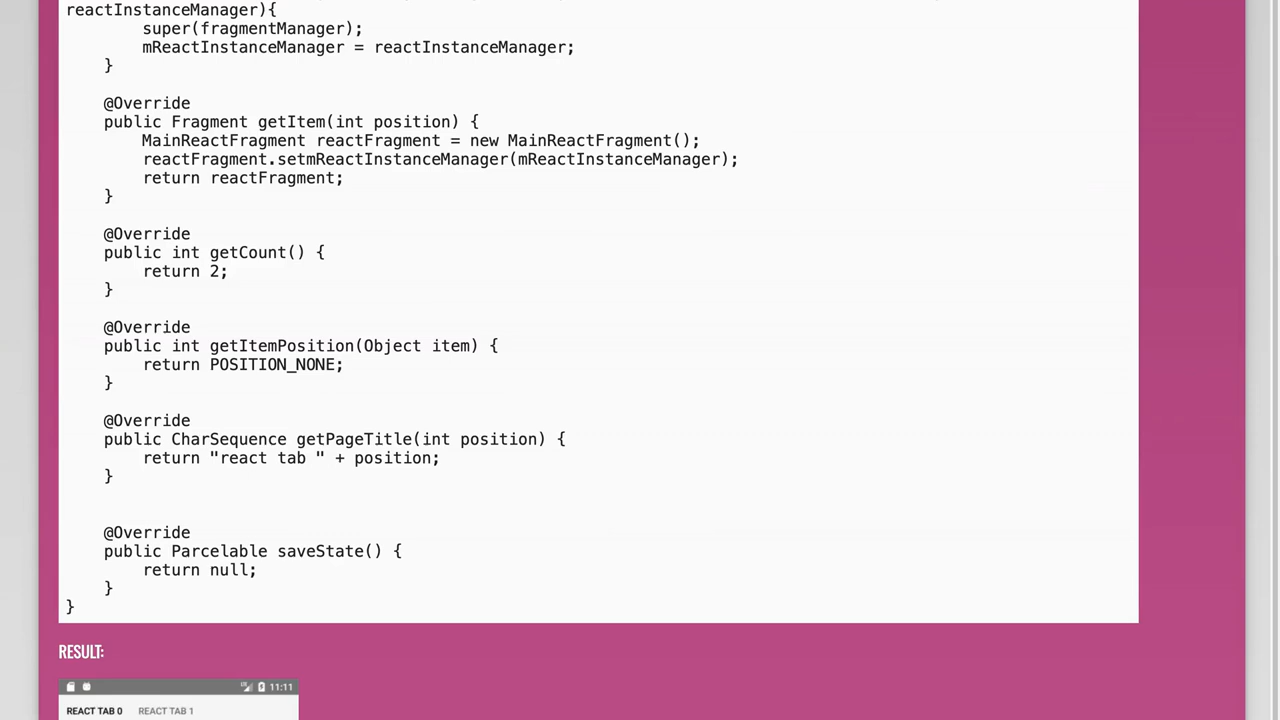 reactInstanceManager){
super(fragmentManager);
mReactInstanceManager = reactInstanceManager;
}
@Override
public Fragment getItem(int position) {
MainReactFragment reactFragment = new MainReactFragment();
reactFragment.setmReactInstanceManager(mReactInstanceManager);
return reactFragment;
}
@Override
public int getCount() {
return 2;
}
@Override
public int getItemPosition(Object item) {
return POSITION_NONE;
}
@Override
public CharSequence getPageTitle(int position) {
return "react tab " + position;
}
@Override
public Parcelable saveState() {
return null;
}
}
RESULT:
11:11
REACT TAB 0 REACT TAB 1